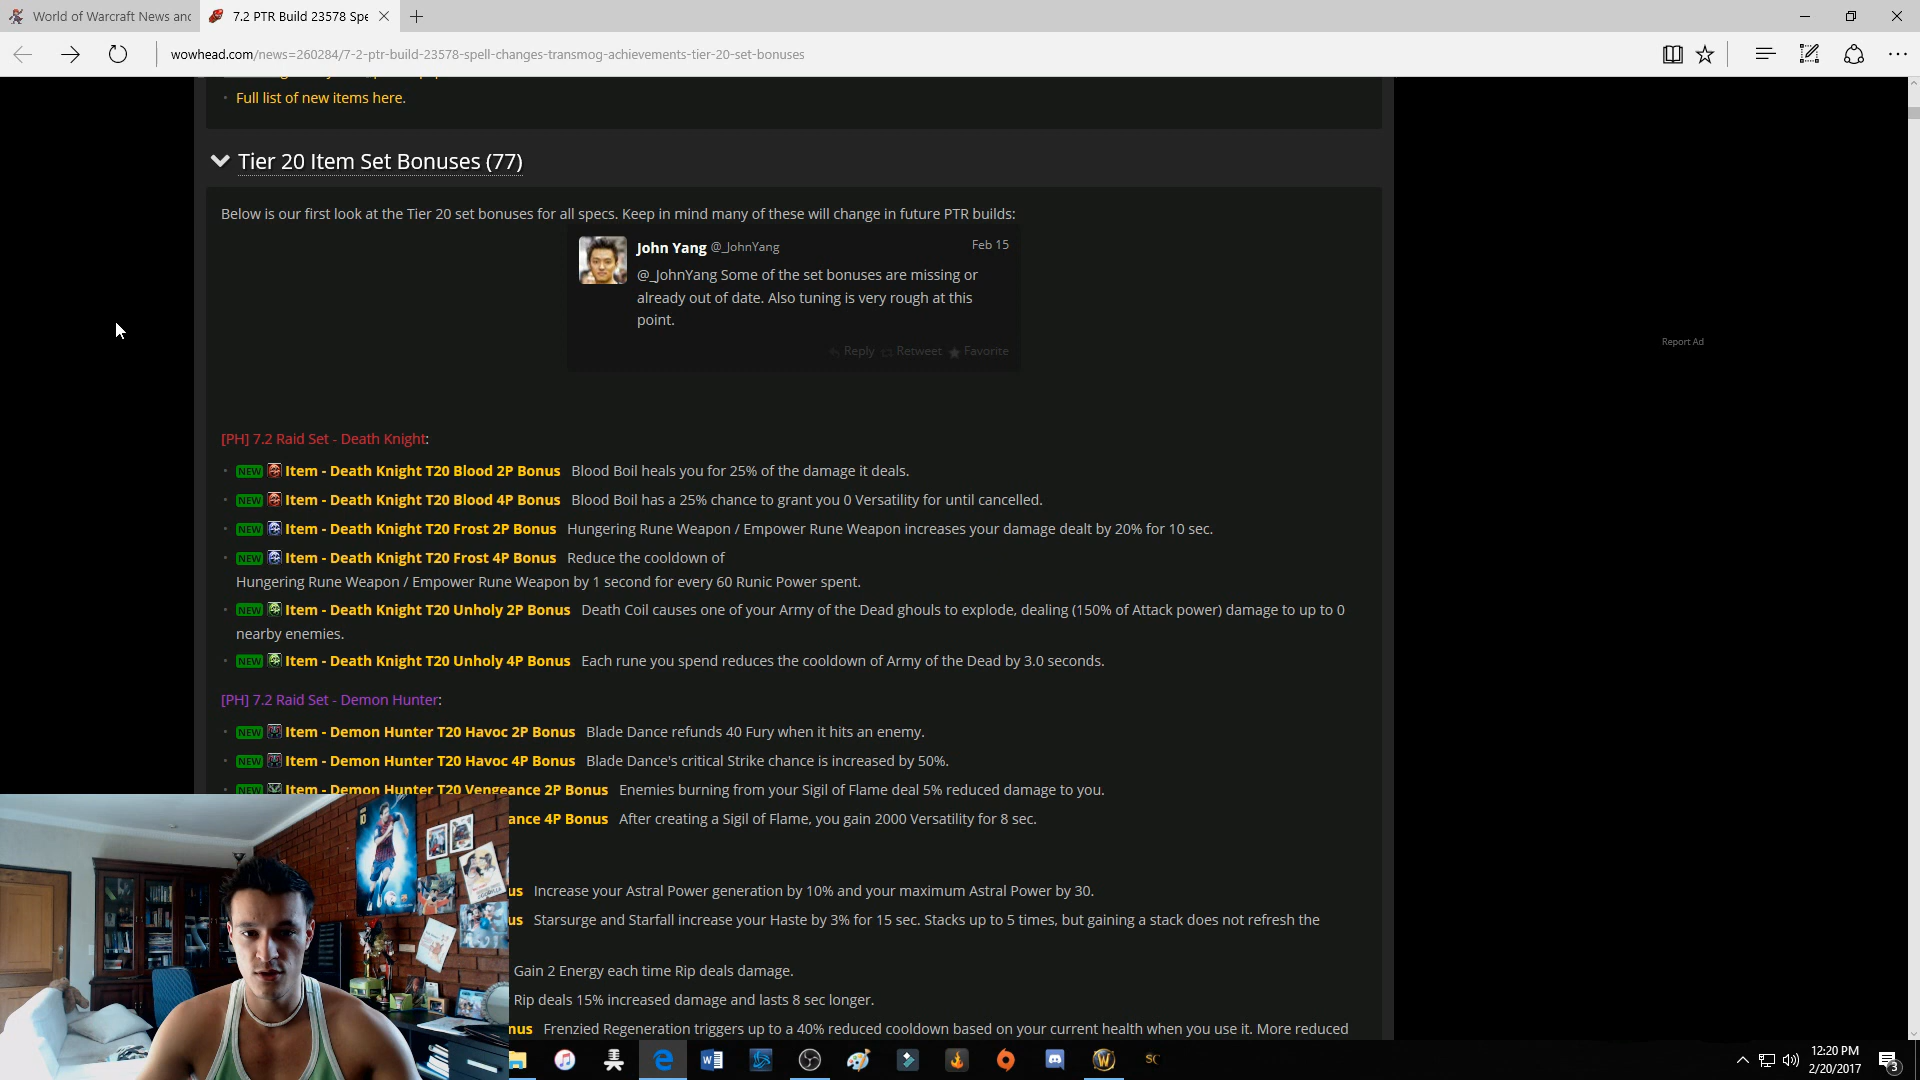 World of Warcraft News and
7.2 PTR Build 23578 Spe
wowhead.com/news=260284/7-2-ptr-build-23578-spell-changes-transmog-achievements-tier-20-set-bonuses
Full list of new items here.
Tier 20 Item Set Bonuses (77)
Below is our first look at the Tier 20 set bonuses for all specs. Keep in mind many of these will change in future PTR builds:
John Yang @_JohnYang Feb 15
@_JohnYang Some of the set bonuses are missing or
already out of date. Also tuning is very rough at this
point.
Reply Retweet Favorite
Report Ad
[PH] 7.2 Raid Set - Death Knight:
NEW Item - Death Knight T20 Blood 2P Bonus Blood Boil heals you for 25% of the damage it deals.
NEW Item - Death Knight T20 Blood 4P Bonus Blood Boil has a 25% chance to grant you 0 Versatility for until cancelled.
NEW Item - Death Knight T20 Frost 2P Bonus Hungering Rune Weapon / Empower Rune Weapon increases your damage dealt by 20% for 10 sec.
NEW Item - Death Knight T20 Frost 4P Bonus Reduce the cooldown of
Hungering Rune Weapon / Empower Rune Weapon by 1 second for every 60 Runic Power spent.
NEW Item - Death Knight T20 Unholy 2P Bonus Death Coil causes one of your Army of the Dead ghouls to explode, dealing (150% of Attack power) damage to up to 0
nearby enemies.
NEW Item - Death Knight T20 Unholy 4P Bonus Each rune you spend reduces the cooldown of Army of the Dead by 3.0 seconds.
[PH] 7.2 Raid Set - Demon Hunter:
NEW Item - Demon Hunter T20 Havoc 2P Bonus Blade Dance refunds 40 Fury when it hits an enemy.
NEW Item - Demon Hunter T20 Havoc 4P Bonus Blade Dance's critical Strike chance is increased by 50%.
NEW Item - Demon Hunter T20 Vengeance 2P Bonus Enemies burning from your Sigil of Flame deal 5% reduced damage to you.
ance 4P Bonus After creating a Sigil of Flame, you gain 2000 Versatility for 8 sec.
us Increase your Astral Power generation by 10% and your maximum Astral Power by 30.
us Starsurge and Starfall increase your Haste by 3% for 15 sec. Stacks up to 5 times, but gaining a stack does not refresh the
Gain 2 Energy each time Rip deals damage.
Rip deals 15% increased damage and lasts 8 sec longer.
nus Frenzied Regeneration triggers up to a 40% reduced cooldown based on your current health when you use it. More reduced
SC
12:20 PM
2/20/2017
3